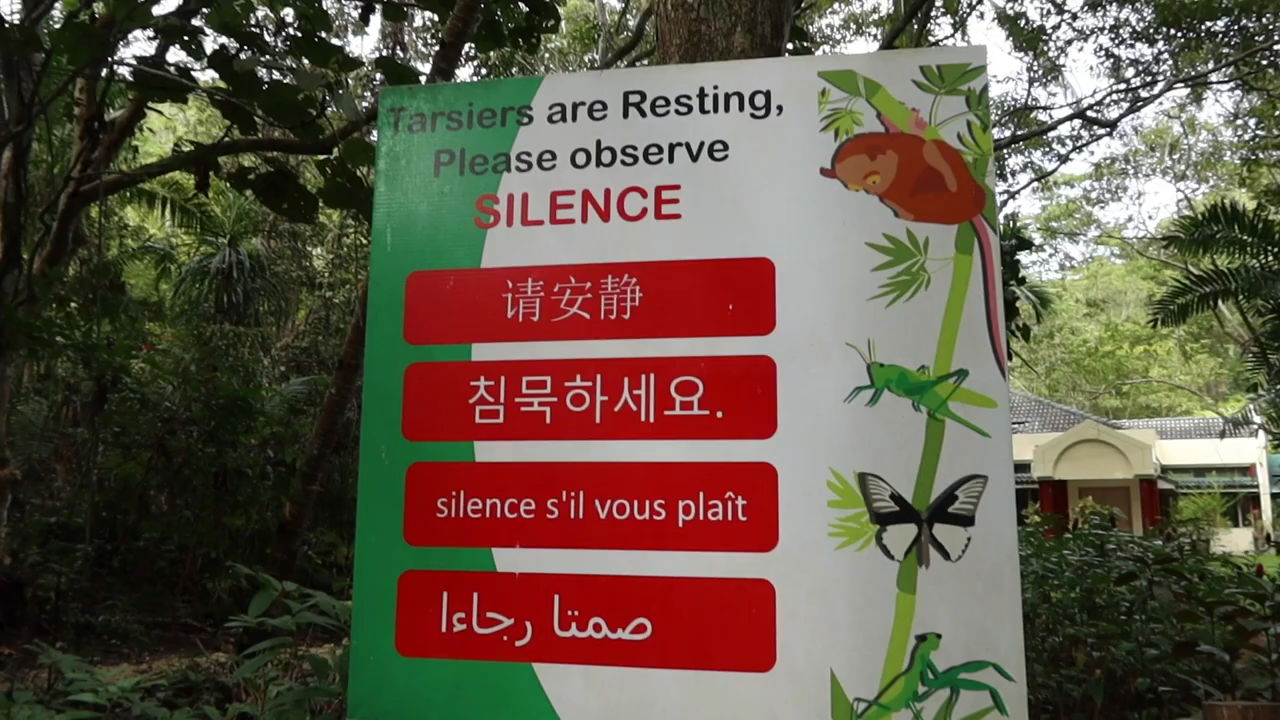 Tarsiers are Resting,
Please observe
SILENCE
请安静
침묵하세요.
silence s'il vous plaît
صمتا رجاءا